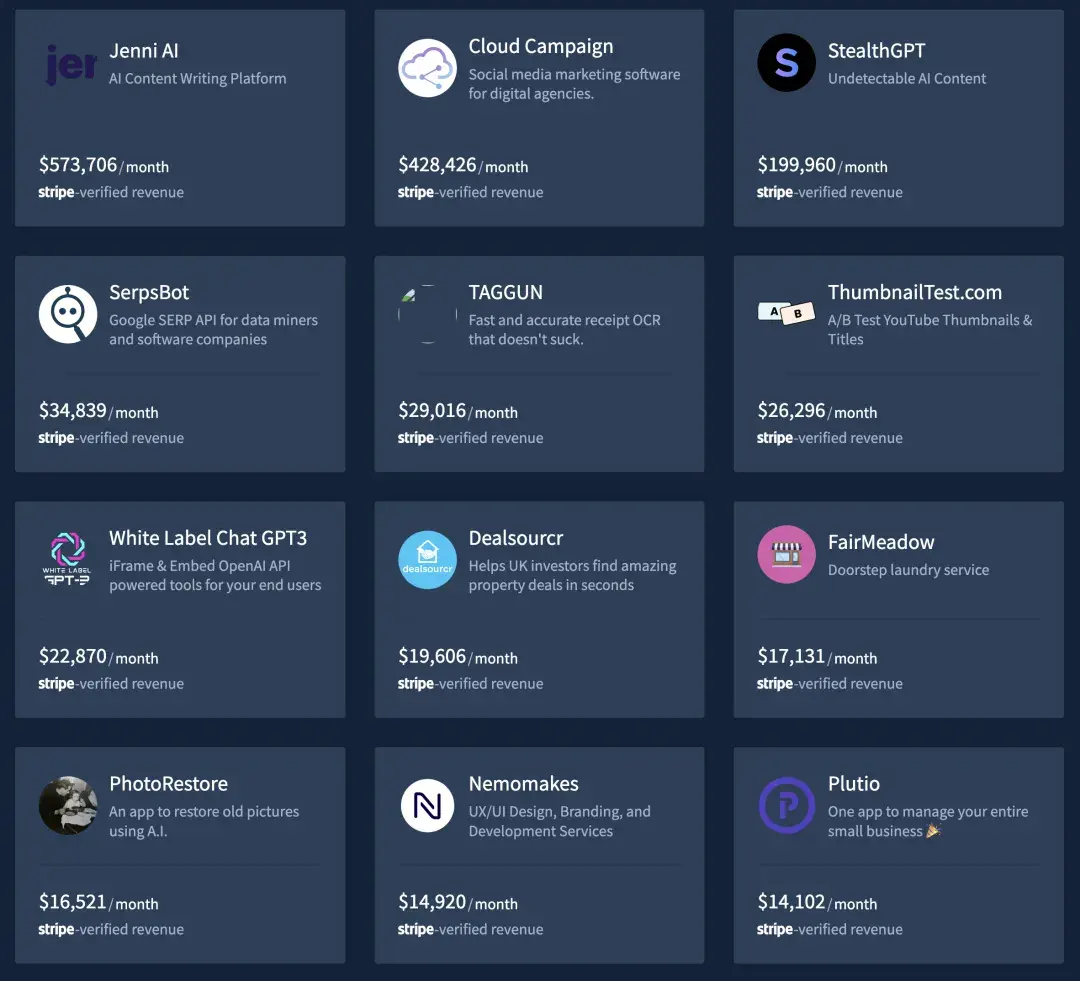 jer
Jenni AI
AI Content Writing Platform
$573,706/month
stripe-verified revenue
Cloud Campaign
Social media marketing software
for digital agencies.
$428,426/month
stripe-verified revenue
S
StealthGPT
Undetectable AI Content
$199,960/month
stripe-verified revenue
SerpsBot
Google SERP API for data miners
and software companies
$34,839/month
stripe-verified revenue
TAGGUN
Fast and accurate receipt OCR
that doesn't suck.
$29,016/month
stripe-verified revenue
A B
ThumbnailTest.com
A/B Test YouTube Thumbnails &
Titles
$26,296/month
stripe-verified revenue
WHITE LABEL
GPT-3
White Label Chat GPT3
iFrame & Embed OpenAI API
powered tools for your end users
$22,870/month
stripe-verified revenue
dealsourcr
Dealsourcr
Helps UK investors find amazing
property deals in seconds
$19,606/month
stripe-verified revenue
FairMeadow
Doorstep laundry service
$17,131/month
stripe-verified revenue
PhotoRestore
An app to restore old pictures
using A.I.
$16,521/month
stripe-verified revenue
N
Nemomakes
UX/UI Design, Branding, and
Development Services
$14,920/month
stripe-verified revenue
P
Plutio
One app to manage your entire
small business 🎉
$14,102/month
stripe-verified revenue